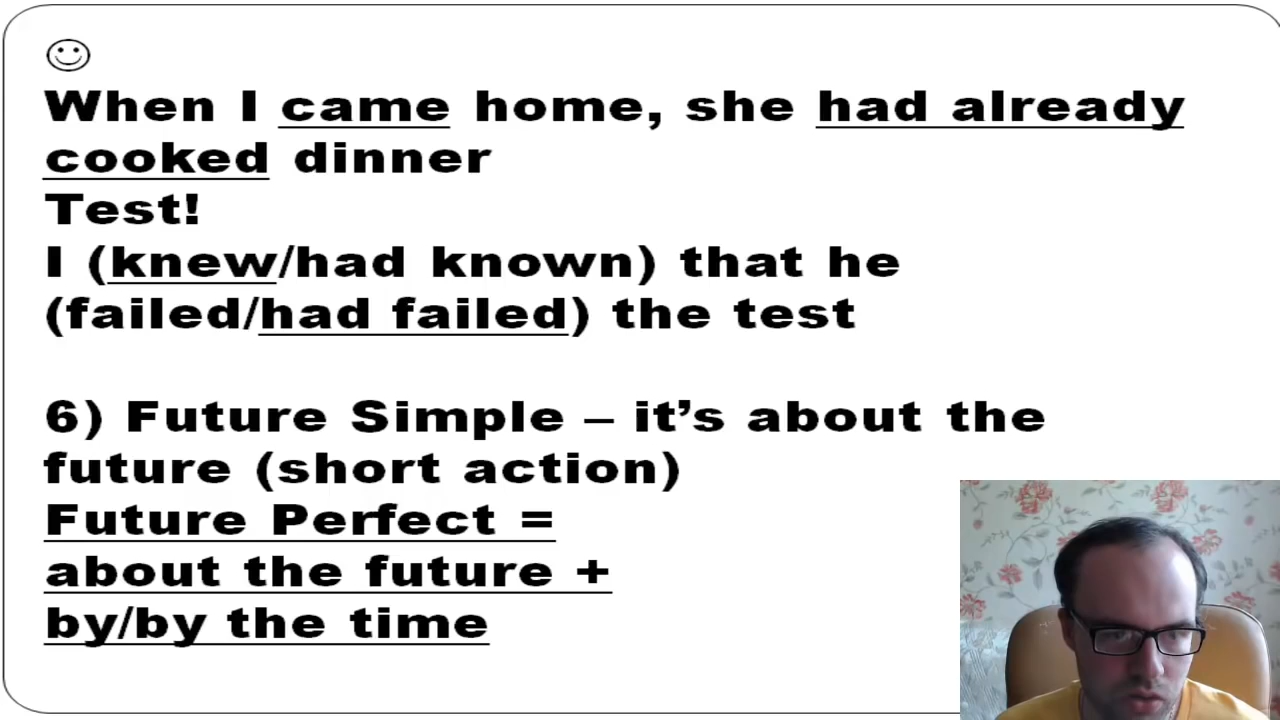 When I came home, she had already
cooked dinner
Test!
I (knew/had known) that he
(failed/had failed) the test
6) Future Simple – it’s about the
future (short action)
Future Perfect =
about the future +
by/by the time